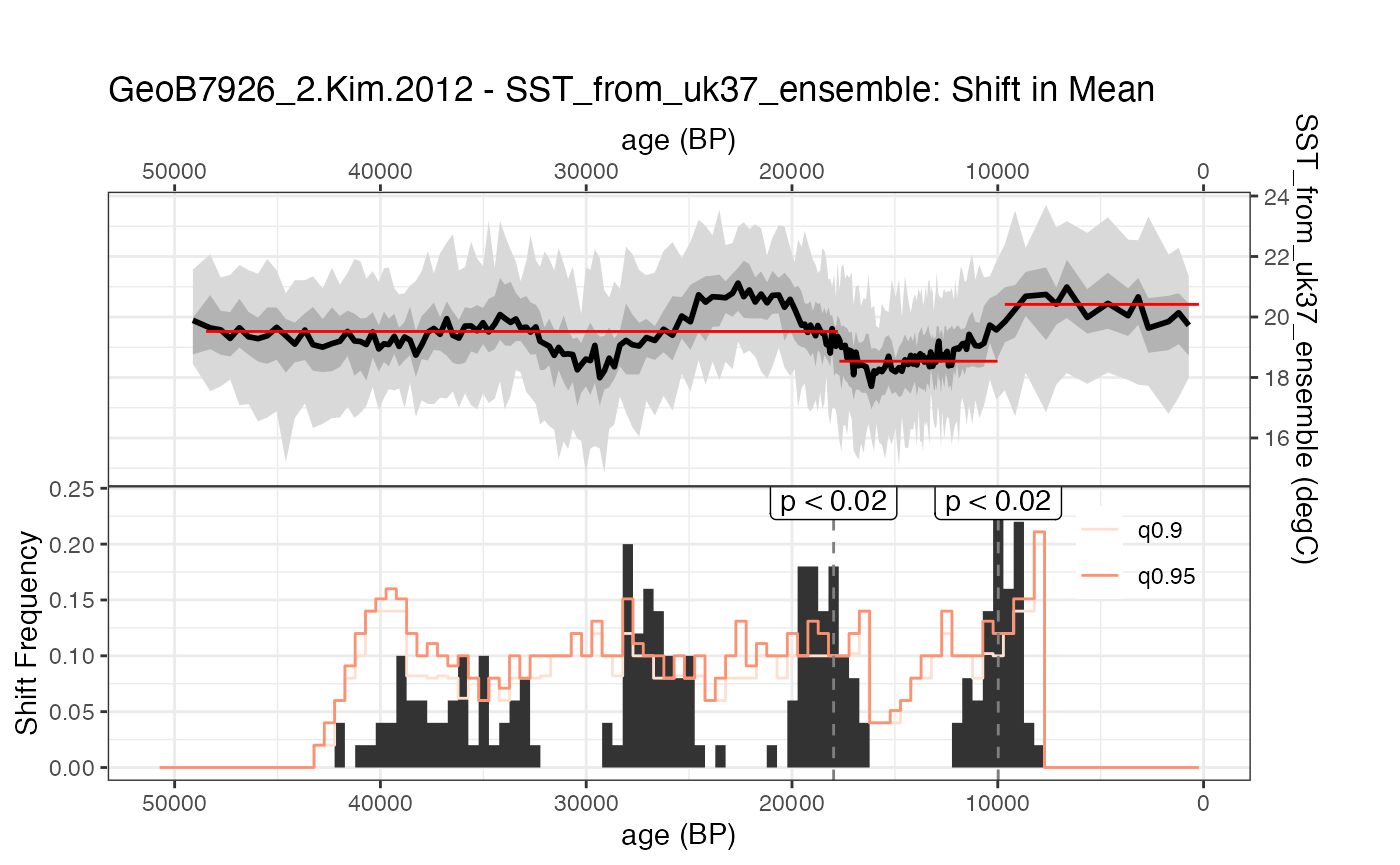 GeoB7926_2.Kim.2012 - SST_from_uk37_ensemble: Shift in Mean
age (BP)
50000 40000 30000 20000 10000 0
24
22
20
18
16
SST_from_uk37_ensemble (degC)
0.25
0.20
0.15
0.10
0.05
0.00
Shift Frequency
p < 0.02 p < 0.02
q0.9
q0.95
50000 40000 30000 20000 10000 0
age (BP)